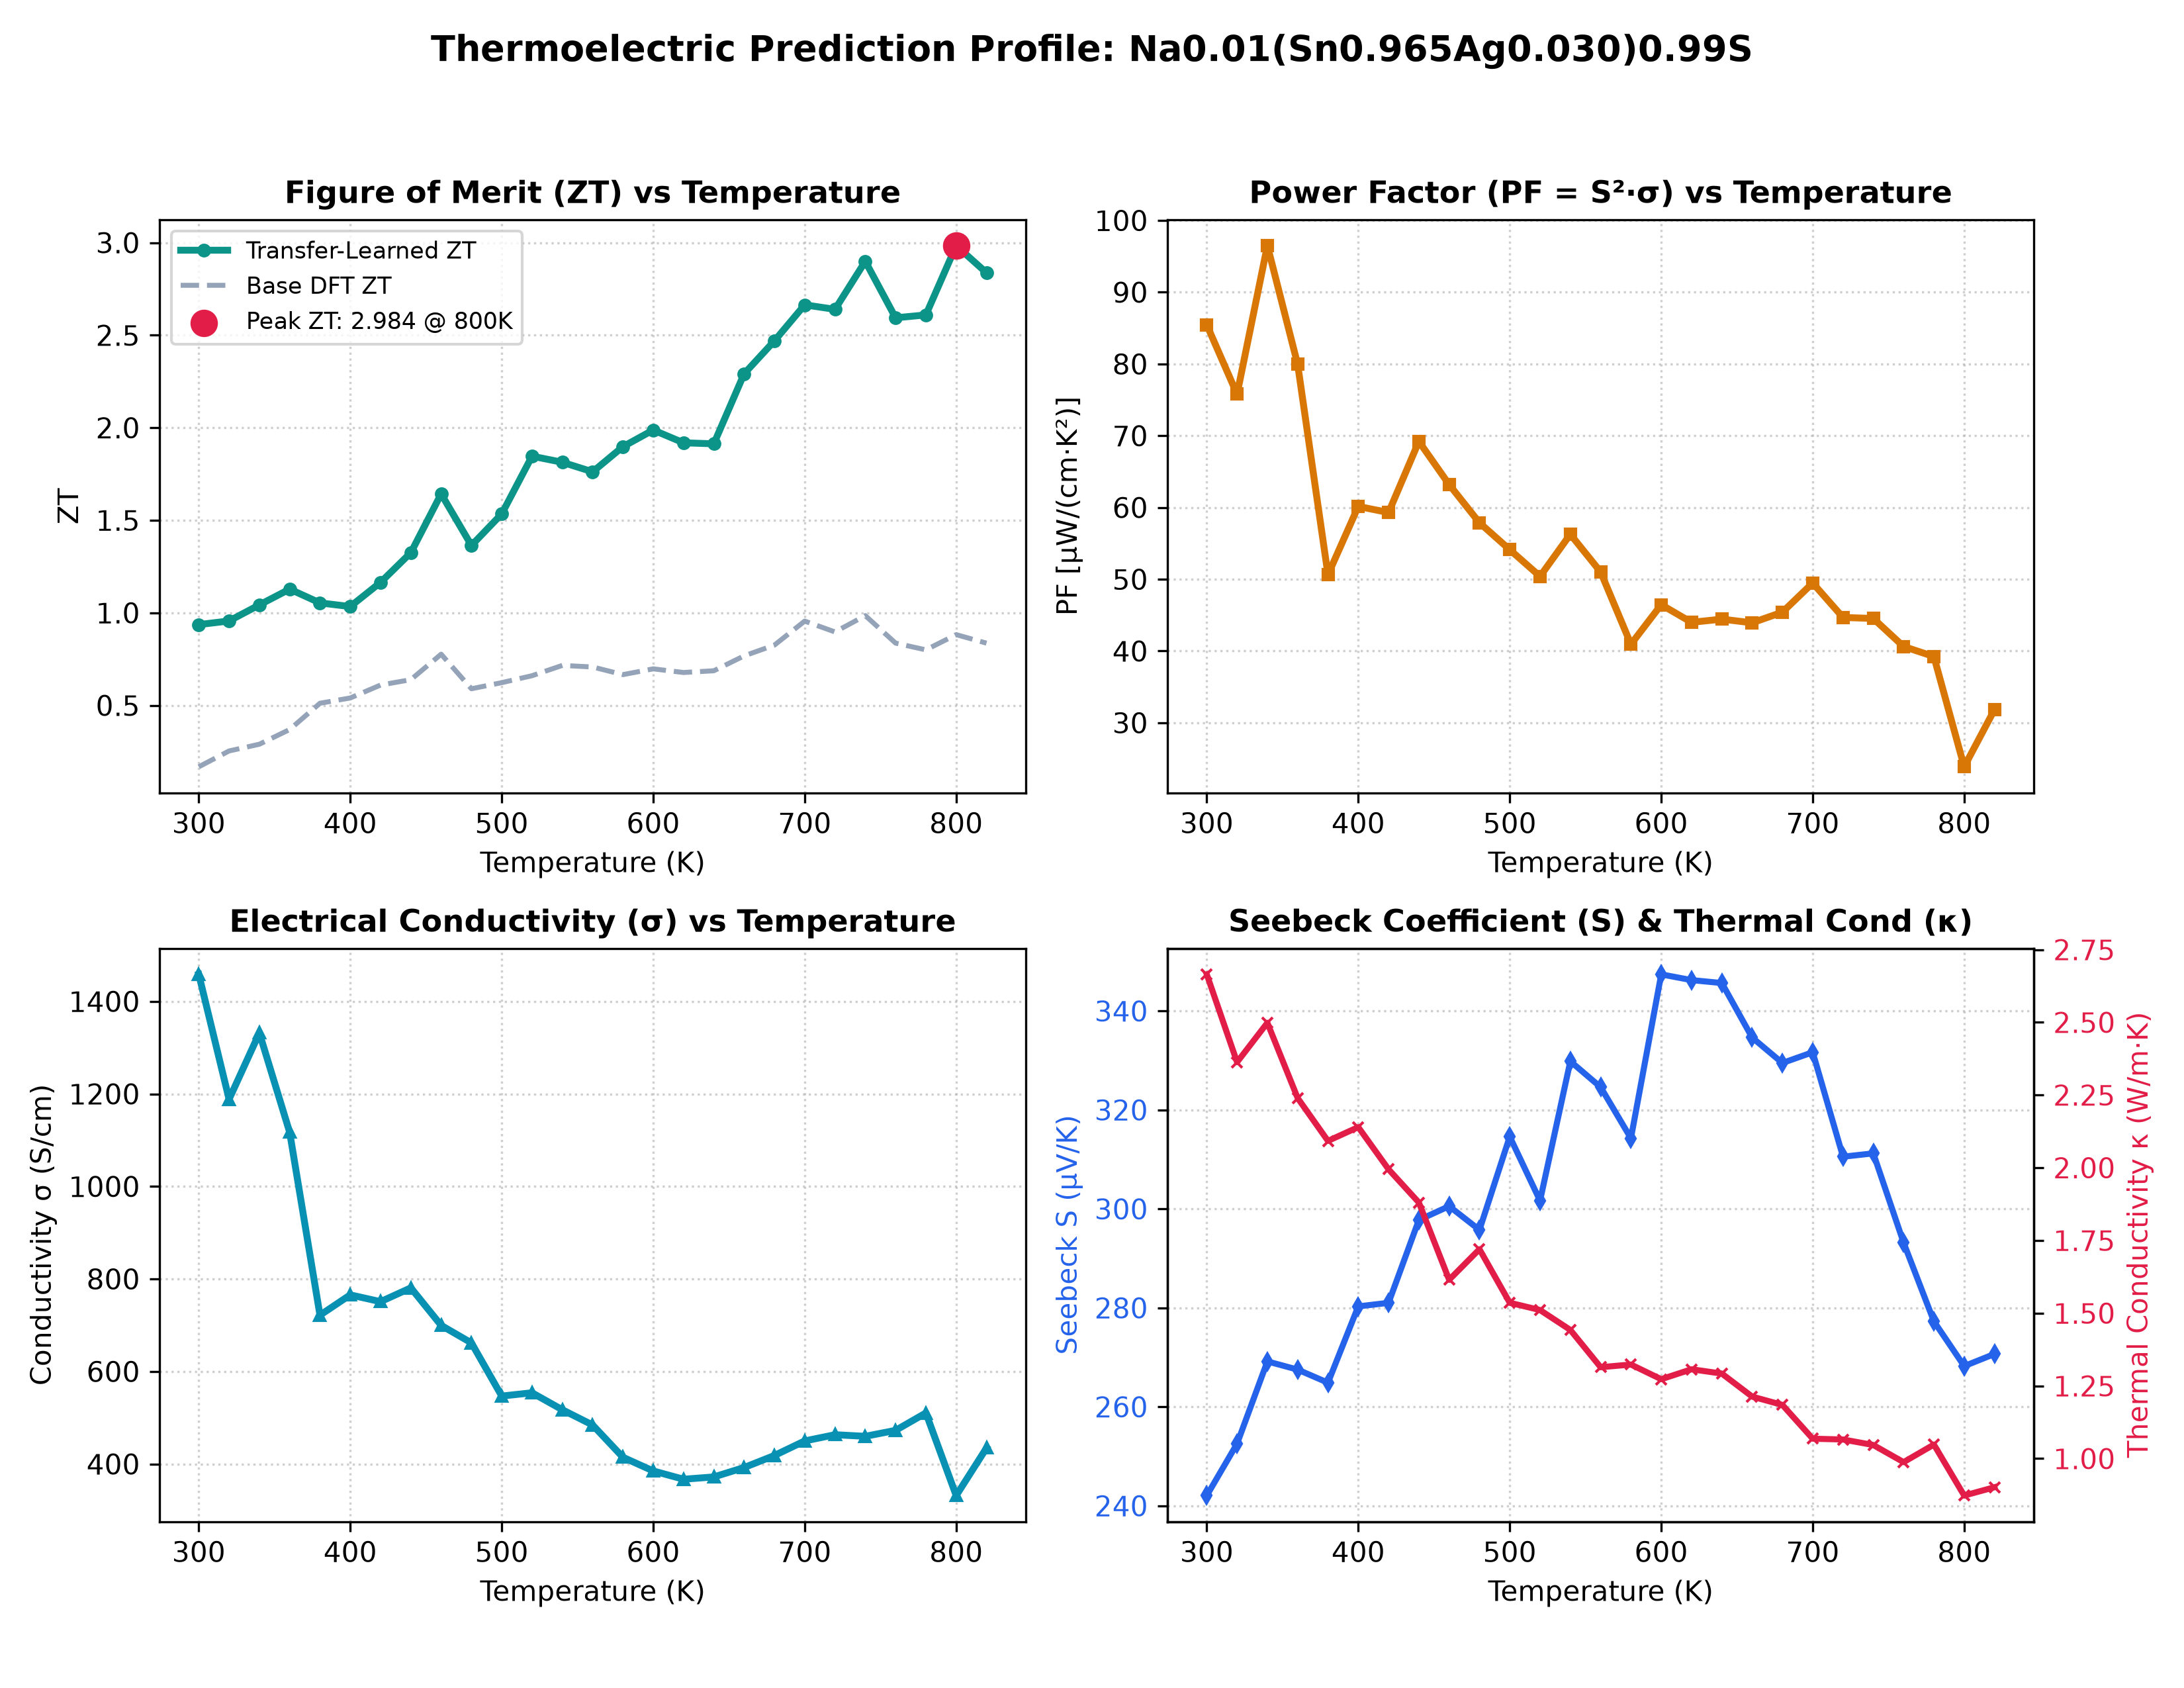 Thermoelectric Prediction Profile: Na0.01(Sn0.965Ag0.030)0.99S
Figure of Merit (ZT) vs Temperature
3.0
2.5
2.0
1.5
1.0
0.5
ZT
Transfer-Learned ZT
Base DFT ZT
Peak ZT: 2.984 @ 800K
300 400 500 600 700 800
Temperature (K)
Power Factor (PF = S²·σ) vs Temperature
100
90
80
70
60
50
40
30
PF [μW/(cm·K²)]
300 400 500 600 700 800
Temperature (K)
Electrical Conductivity (σ) vs Temperature
1400
1200
1000
800
600
400
Conductivity σ (S/cm)
300 400 500 600 700 800
Temperature (K)
Seebeck Coefficient (S) & Thermal Cond (κ)
340
320
300
280
260
240
Seebeck S (μV/K)
2.75
2.50
2.25
2.00
1.75
1.50
1.25
1.00
Thermal Conductivity κ (W/m·K)
300 400 500 600 700 800
Temperature (K)